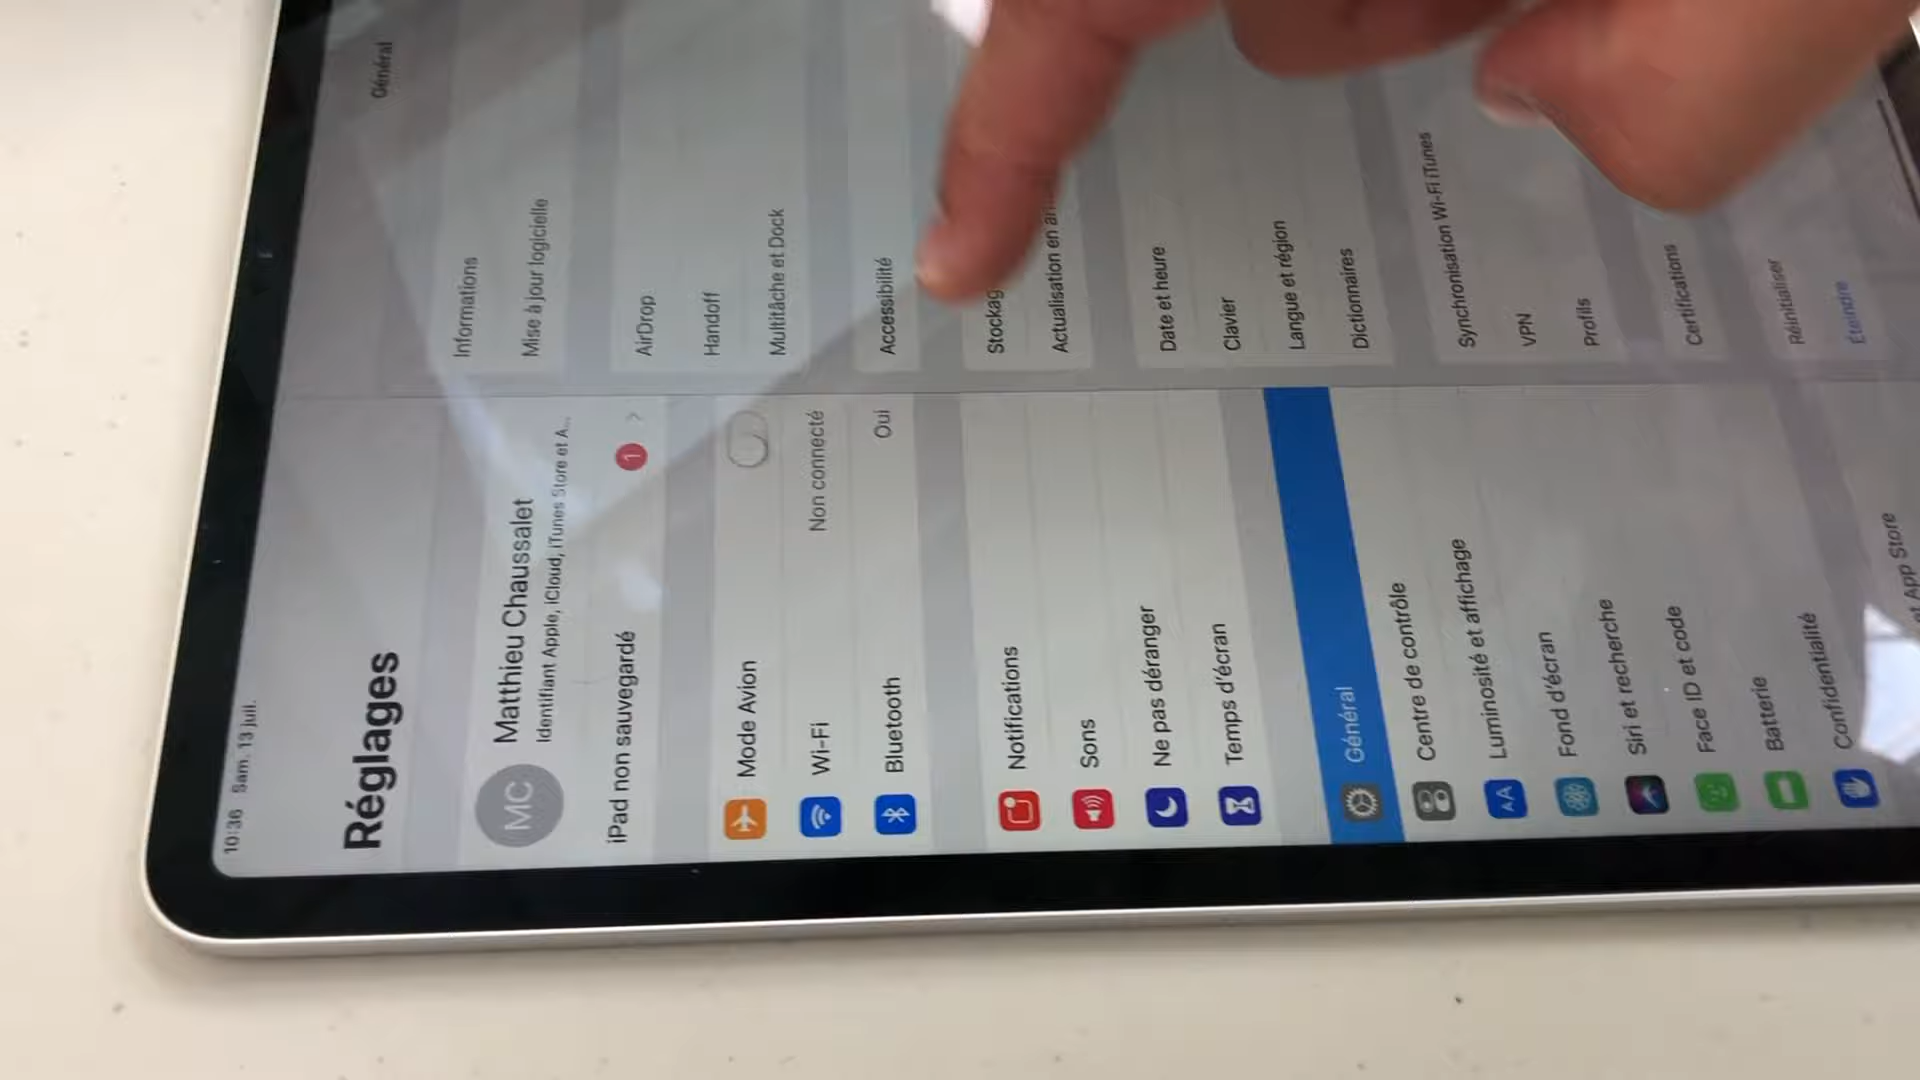 10:36 Sam. 13 juil.
Réglages
MC
Matthieu Chaussalet
Identifiant Apple, iCloud, iTunes Store et A...
iPad non sauvegardé
1
Mode Avion
Wi-Fi
Non connecté
Bluetooth
Oui
Notifications
Sons
Ne pas déranger
Temps d'écran
Général
Centre de contrôle
AA
Luminosité et affichage
Fond d'écran
Siri et recherche
Face ID et code
Batterie
Confidentialité
et App Store
Général
Informations
Mise à jour logicielle
AirDrop
Handoff
Multitâche et Dock
Accessibilité
Stockag
Actualisation en
Date et heure
Clavier
Langue et région
Dictionnaires
Synchronisation Wi-Fi iTunes
VPN
Profils
Certifications
Réinitialiser
Éteindre